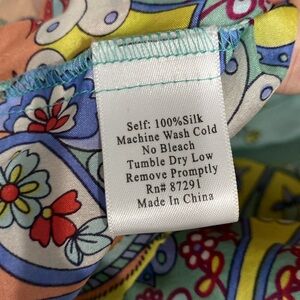 Self: 100%Silk
Machine Wash Cold
No Bleach
Tumble Dry Low
Remove Promptly
Rn# 87291
Made In China